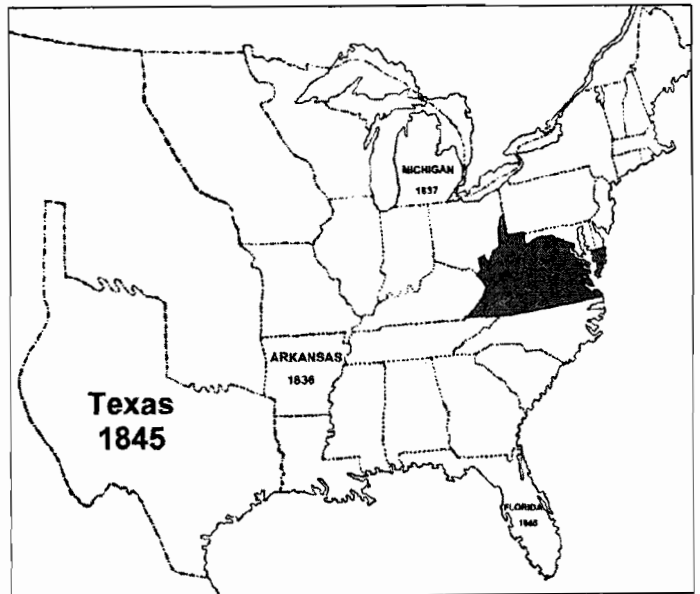 MICHIGAN
1837
ARKANSAS
1836
Texas
1845
FLORIDA
1845